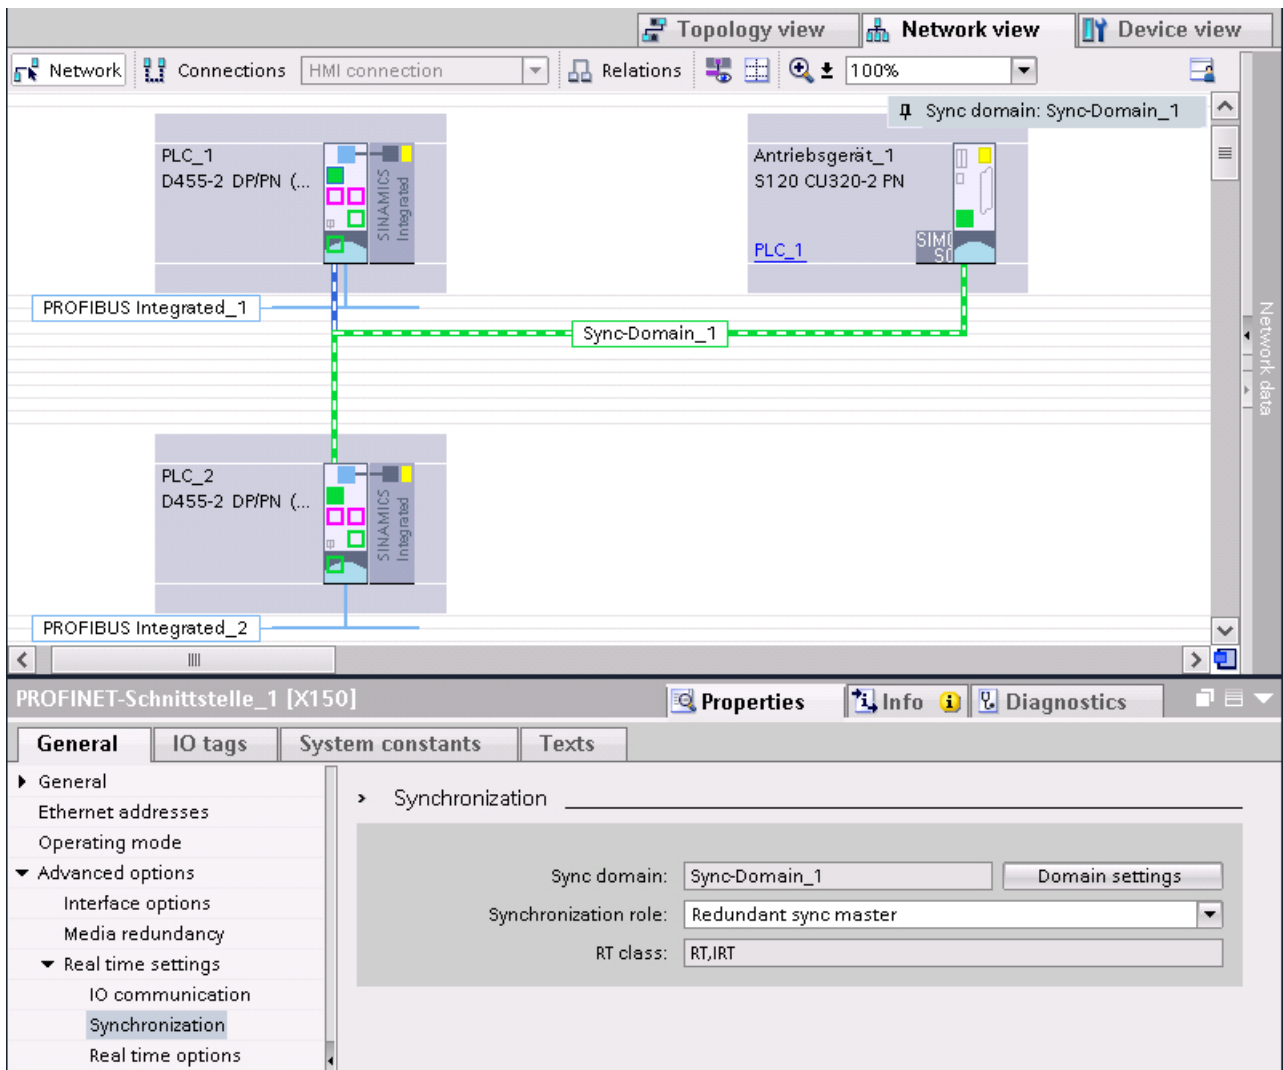 Topology view
Network view
Device view
Network
Connections
HMI connection
Relations
100%
Sync domain: Sync-Domain_1
PLC_1
D455-2 DP/PN (...
SINAMICS
Integrated
Antriebsgerät_1
S120 CU320-2 PN
PLC_1
PROFIBUS Integrated_1
Sync-Domain_1
Network data
PLC_2
D455-2 DP/PN (...
SINAMICS
Integrated
PROFIBUS Integrated_2
PROFINET-Schnittstelle_1 [X150]
Properties
Info
Diagnostics
General
IO tags
System constants
Texts
General
Ethernet addresses
Operating mode
Advanced options
Interface options
Media redundancy
Real time settings
IO communication
Synchronization
Real time options
Synchronization
Sync domain:
Sync-Domain_1
Domain settings
Synchronization role:
Redundant sync master
RT class:
RT,IRT